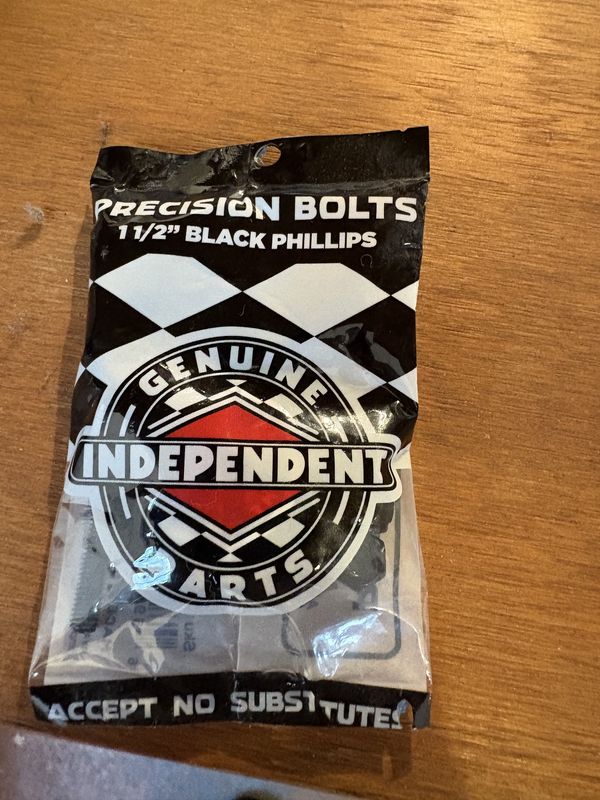 PRECISION BOLTS
1 1/2" BLACK PHILLIPS
GENUINE
INDEPENDENT
PARTS
ACCEPT NO SUBSTITUTES